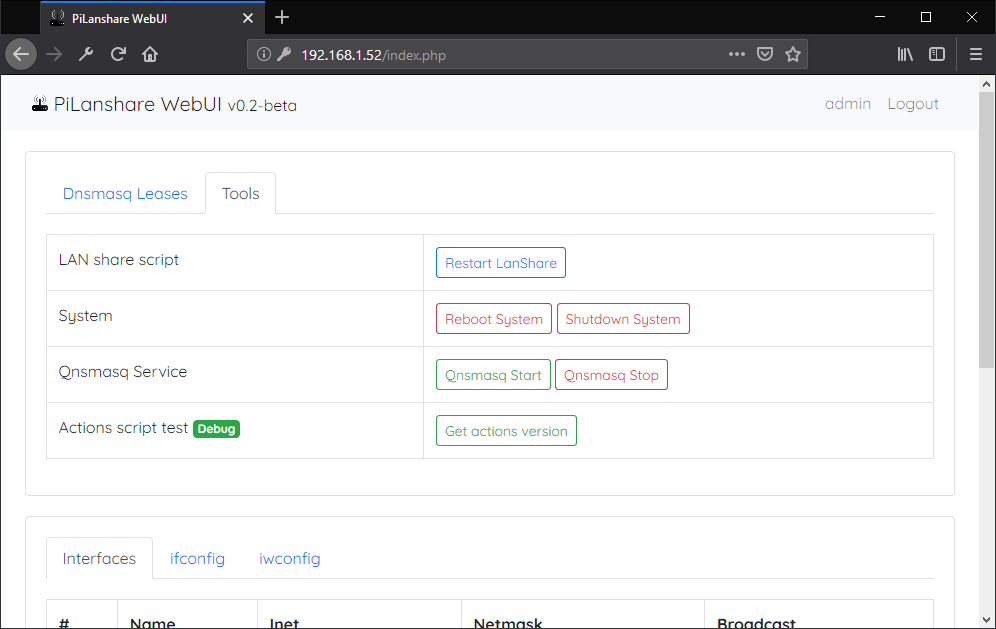 PiLanshare WebUI
192.168.1.52/index.php
PiLanshare WebUI v0.2-beta
admin Logout
Dnsmasq Leases Tools
LAN share script Restart LanShare
System Reboot System Shutdown System
Qnsmasq Service Qnsmasq Start Qnsmasq Stop
Actions script test Debug Get actions version
Interfaces ifconfig iwconfig
# Name Inet Netmask Broadcast